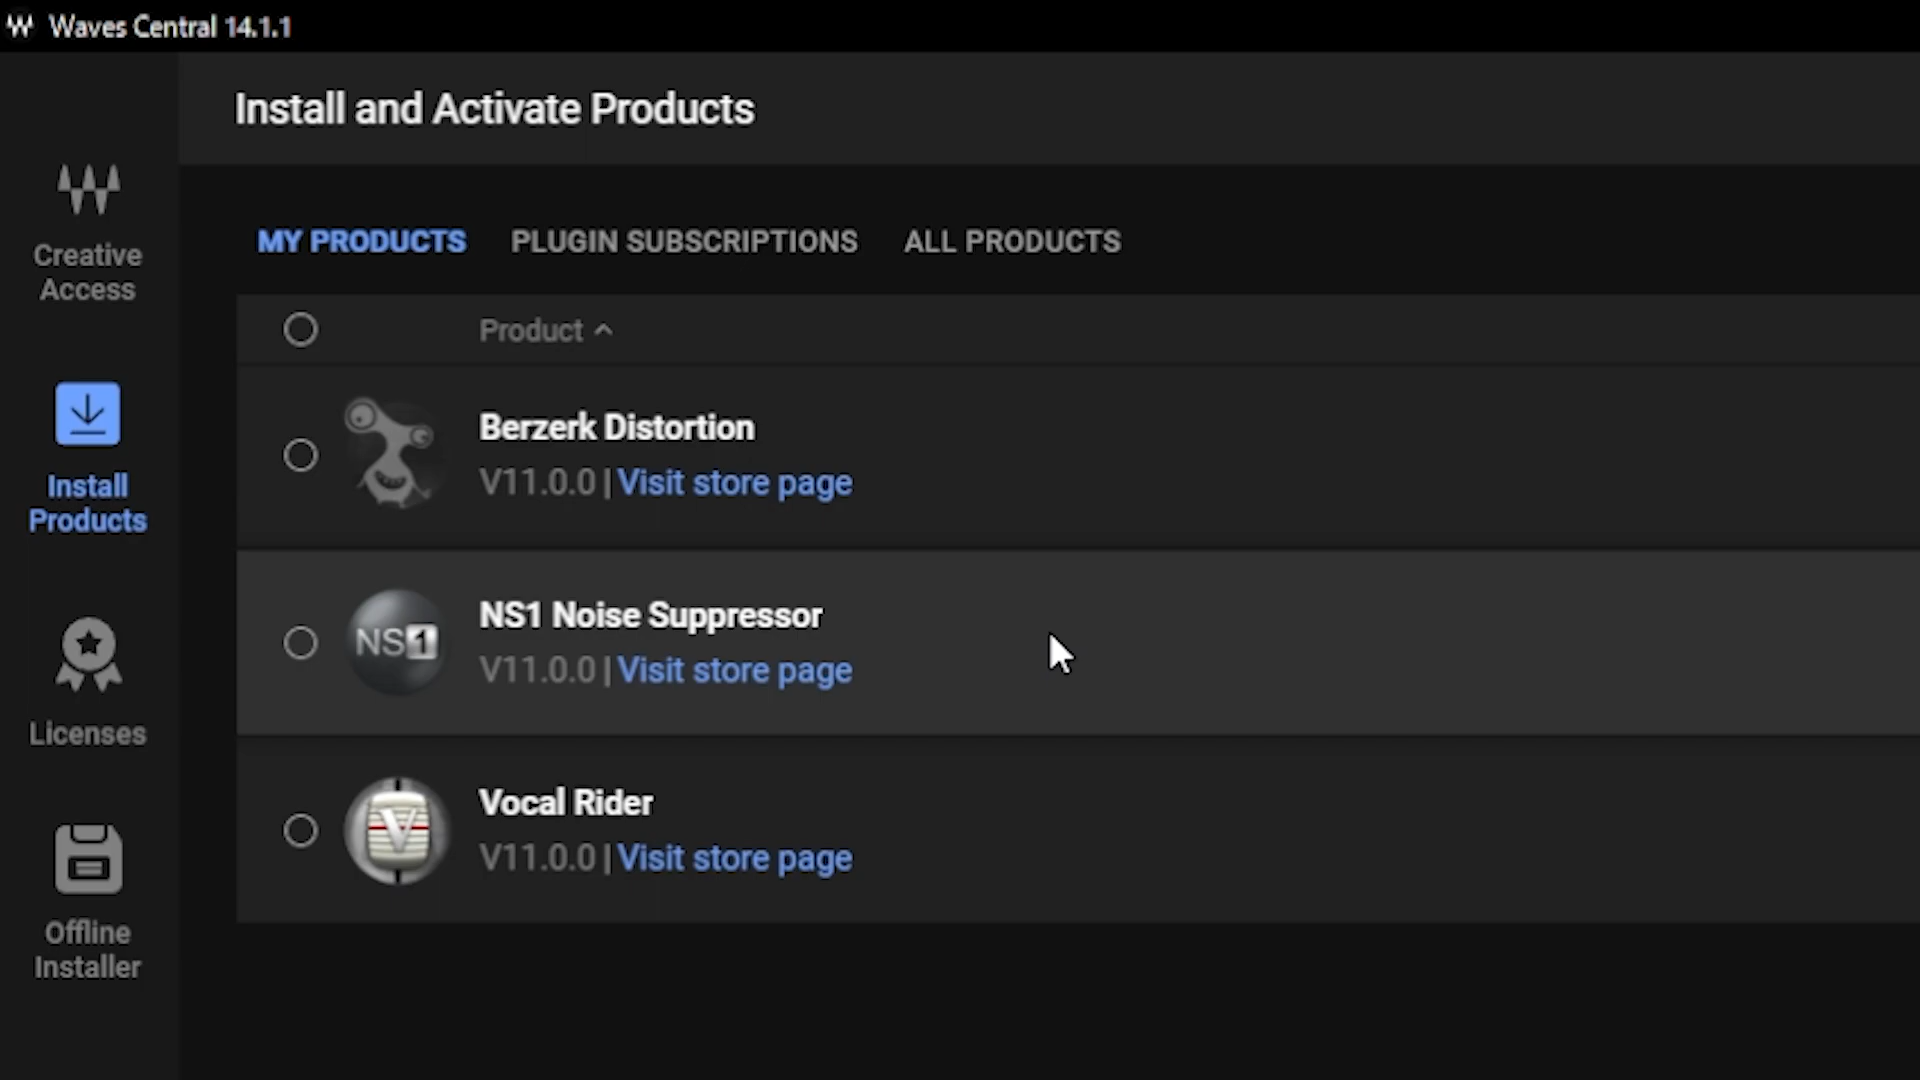 Waves Central 14.1.1
Install and Activate Products
Creative
Access
Install
Products
Licenses
Offline
Installer
MY PRODUCTS PLUGIN SUBSCRIPTIONS ALL PRODUCTS
Product
Berzerk Distortion
V11.0.0 | Visit store page
NS1
NS1 Noise Suppressor
V11.0.0 | Visit store page
V
Vocal Rider
V11.0.0 | Visit store page